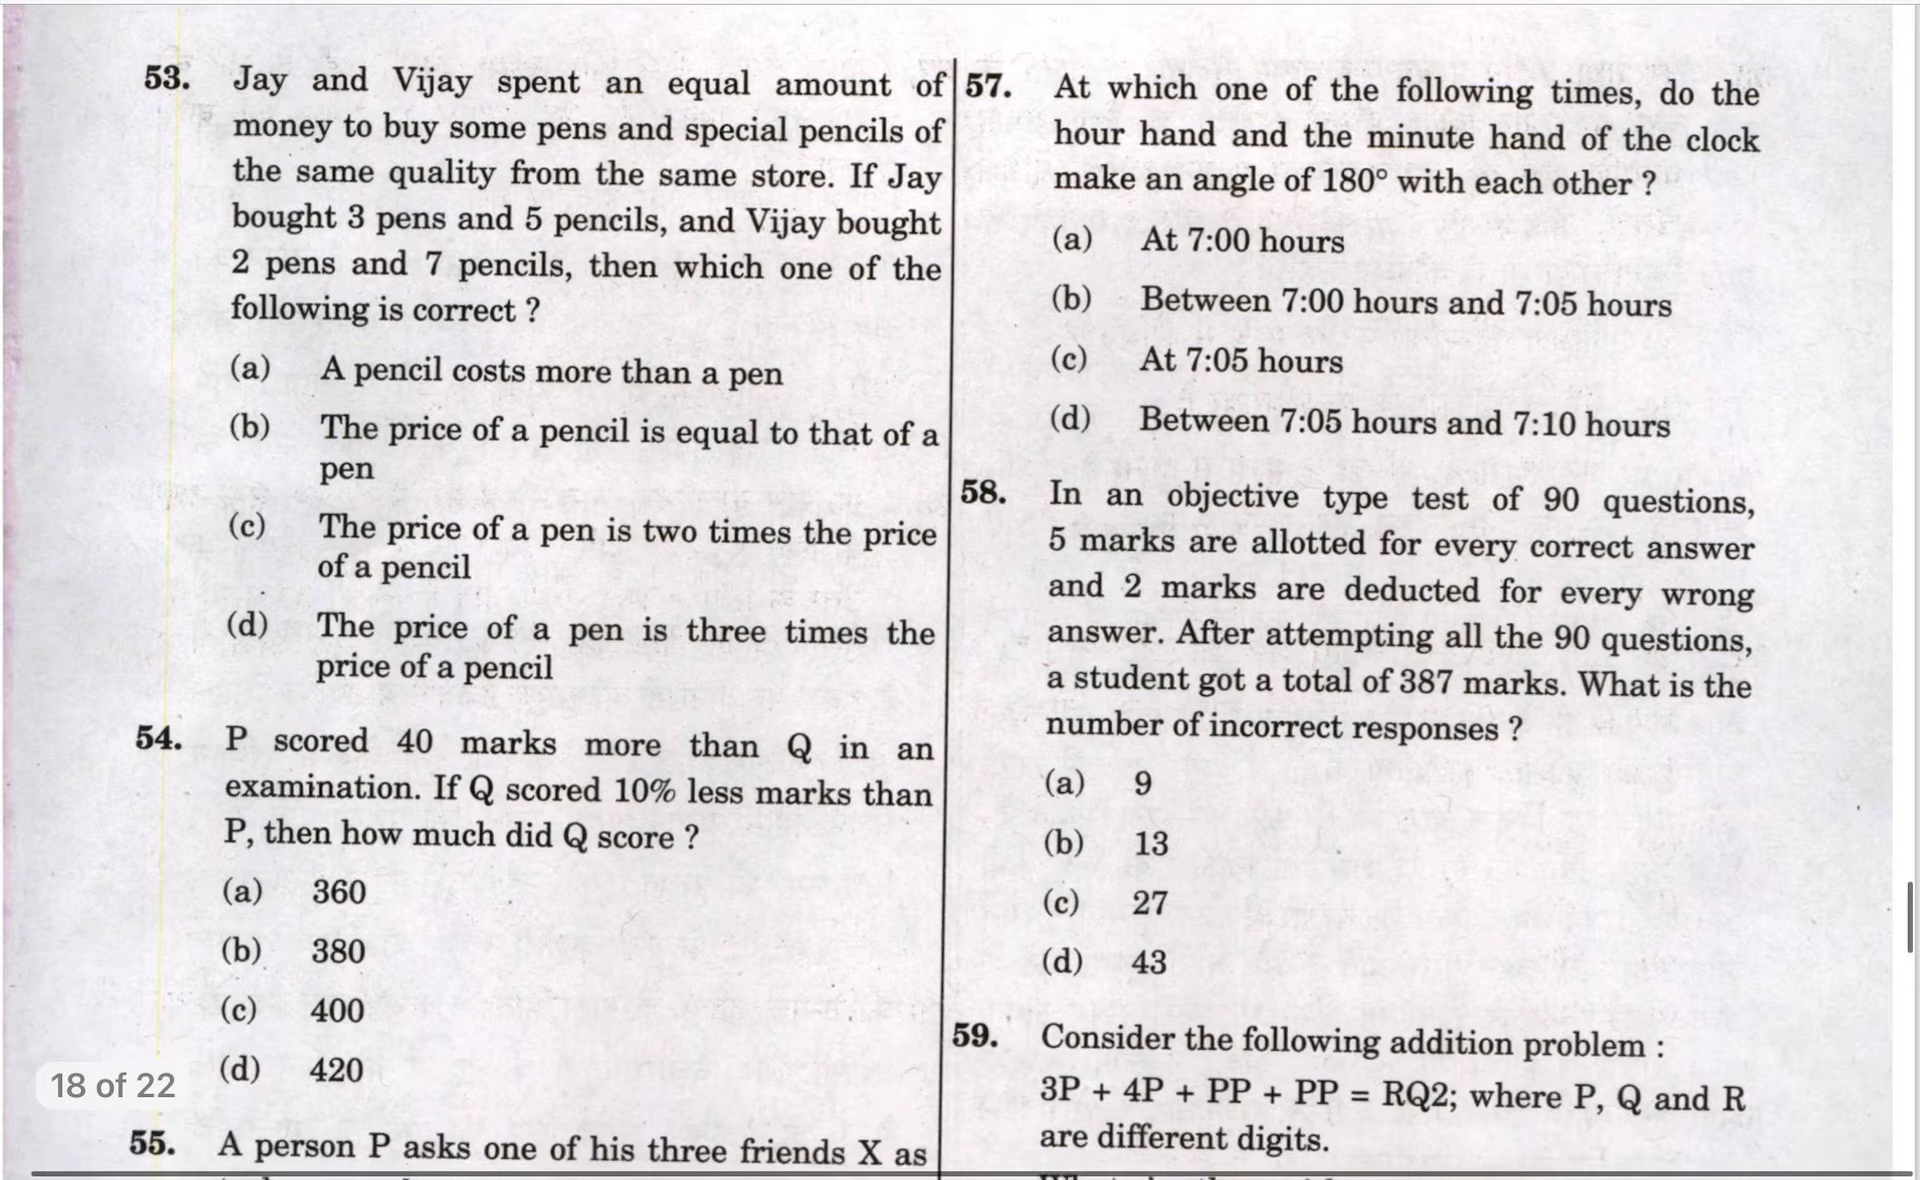 53. Jay and Vijay spent an equal amount of
money to buy some pens and special pencils of
the same quality from the same store. If Jay
bought 3 pens and 5 pencils, and Vijay bought
2 pens and 7 pencils, then which one of the
following is correct ?
(a) A pencil costs more than a pen
(b) The price of a pencil is equal to that of a
pen
(c) The price of a pen is two times the price
of a pencil
(d) The price of a pen is three times the
price of a pencil
54. P scored 40 marks more than Q in an
examination. If Q scored 10% less marks than
P, then how much did Q score ?
(a) 360
(b) 380
(c) 400
(d) 420
18 of 22
55. A person P asks one of his three friends X as
57. At which one of the following times, do the
hour hand and the minute hand of the clock
make an angle of 180° with each other ?
(a) At 7:00 hours
(b) Between 7:00 hours and 7:05 hours
(c) At 7:05 hours
(d) Between 7:05 hours and 7:10 hours
58. In an objective type test of 90 questions,
5 marks are allotted for every correct answer
and 2 marks are deducted for every wrong
answer. After attempting all the 90 questions,
a student got a total of 387 marks. What is the
number of incorrect responses ?
(a) 9
(b) 13
(c) 27
(d) 43
59. Consider the following addition problem :
3P + 4P + PP + PP = RQ2; where P, Q and R
are different digits.